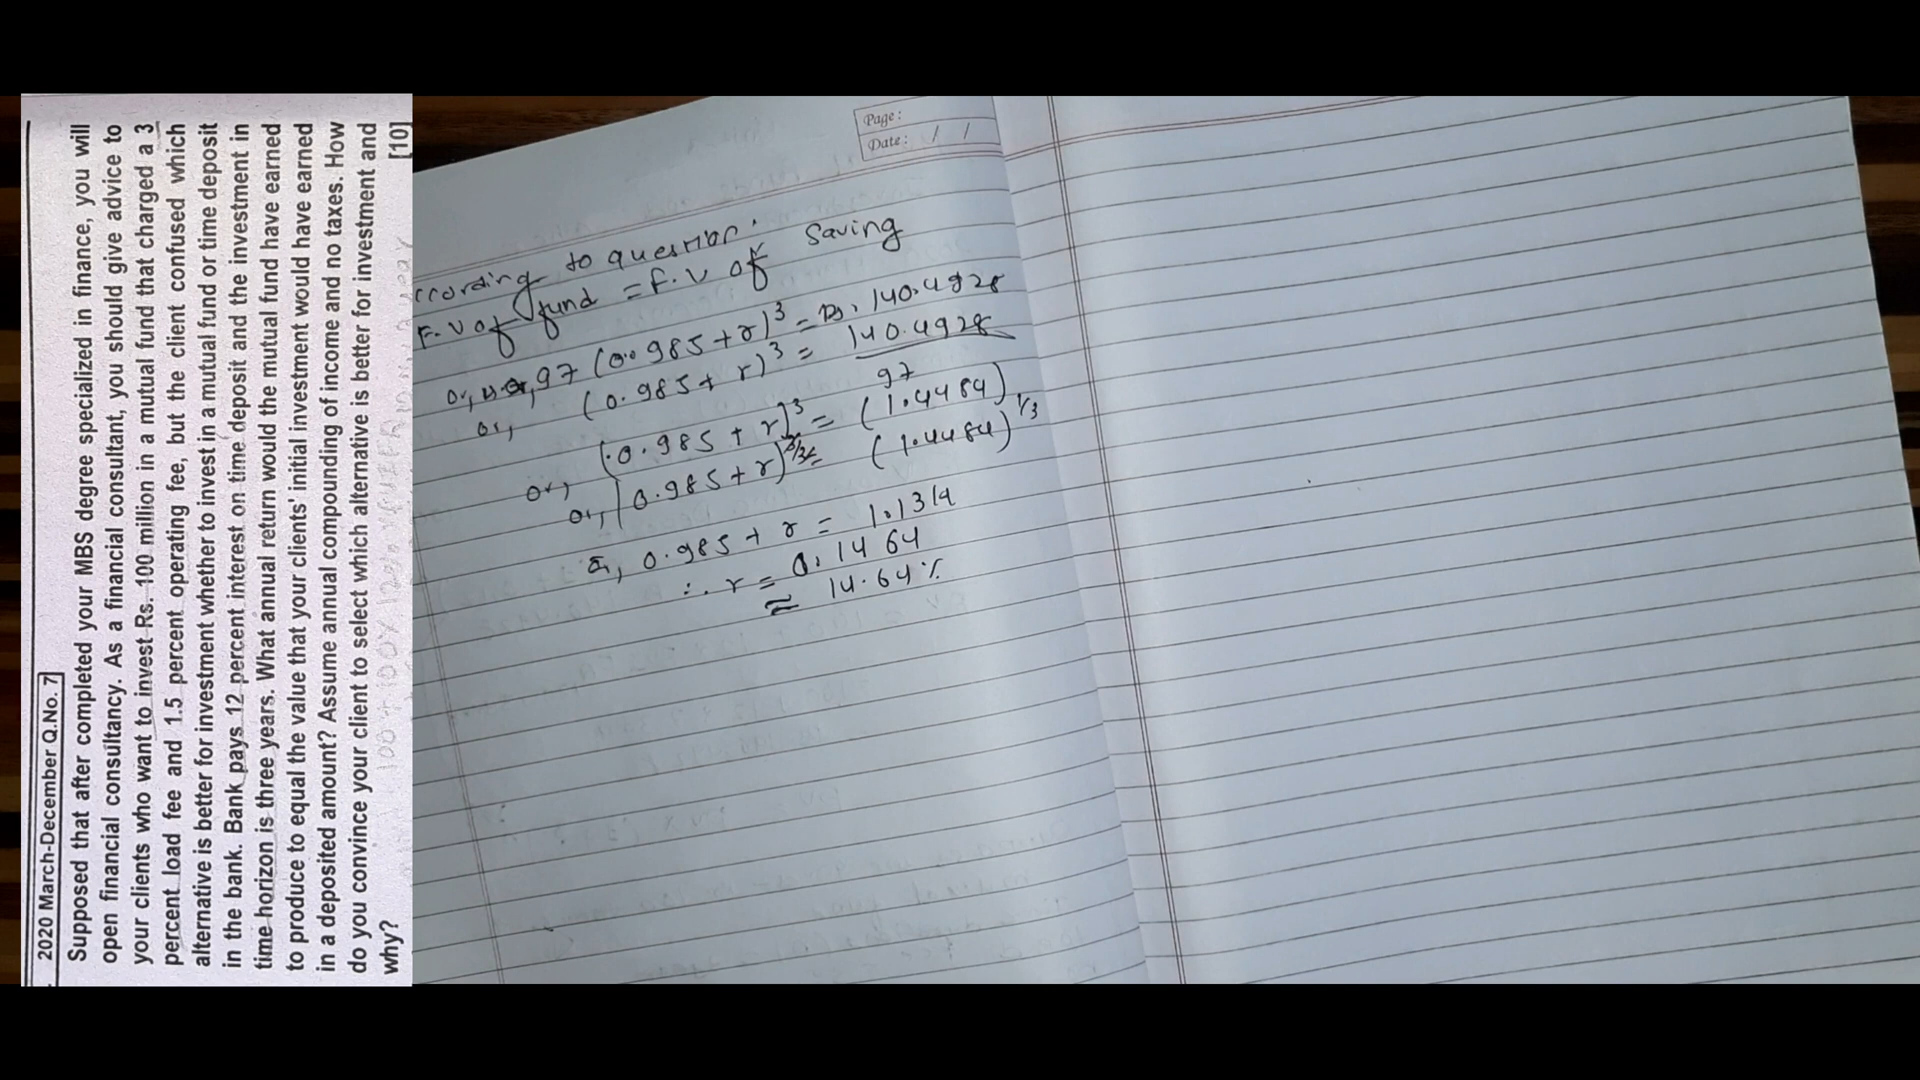 2020 March-December Q.No. 7
Supposed that after completed your MBS degree specialized in finance, you will
open financial consultancy. As a financial consultant, you should give advice to
your clients who want to invest Rs. 100 million in a mutual fund that charged a 3
percent load fee and 1.5 percent operating fee, but the client confused which
alternative is better for investment whether to invest in a mutual fund or time deposit
in the bank. Bank pays 12 percent interest on time deposit and the investment in
time horizon is three years. What annual return would the mutual fund have earned
to produce to equal the value that your clients' initial investment would have earned
in a deposited amount? Assume annual compounding of income and no taxes. How
do you convince your client to select which alternative is better for investment and
why? [10]
Page:
Date: / /
ccording to question:
F.V of fund = F.V of saving
or, 97 (0.985 + r)^3 = Rs. 140.4928
or, (0.985 + r)^3 = 140.4928
97
or, (0.985 + r)^3 = (1.4484)
or, (0.985 + r)^3/3 = (1.4484)^1/3
or, 0.985 + r = 1.1314
∴ r = 0.1464
≈ 14.64%